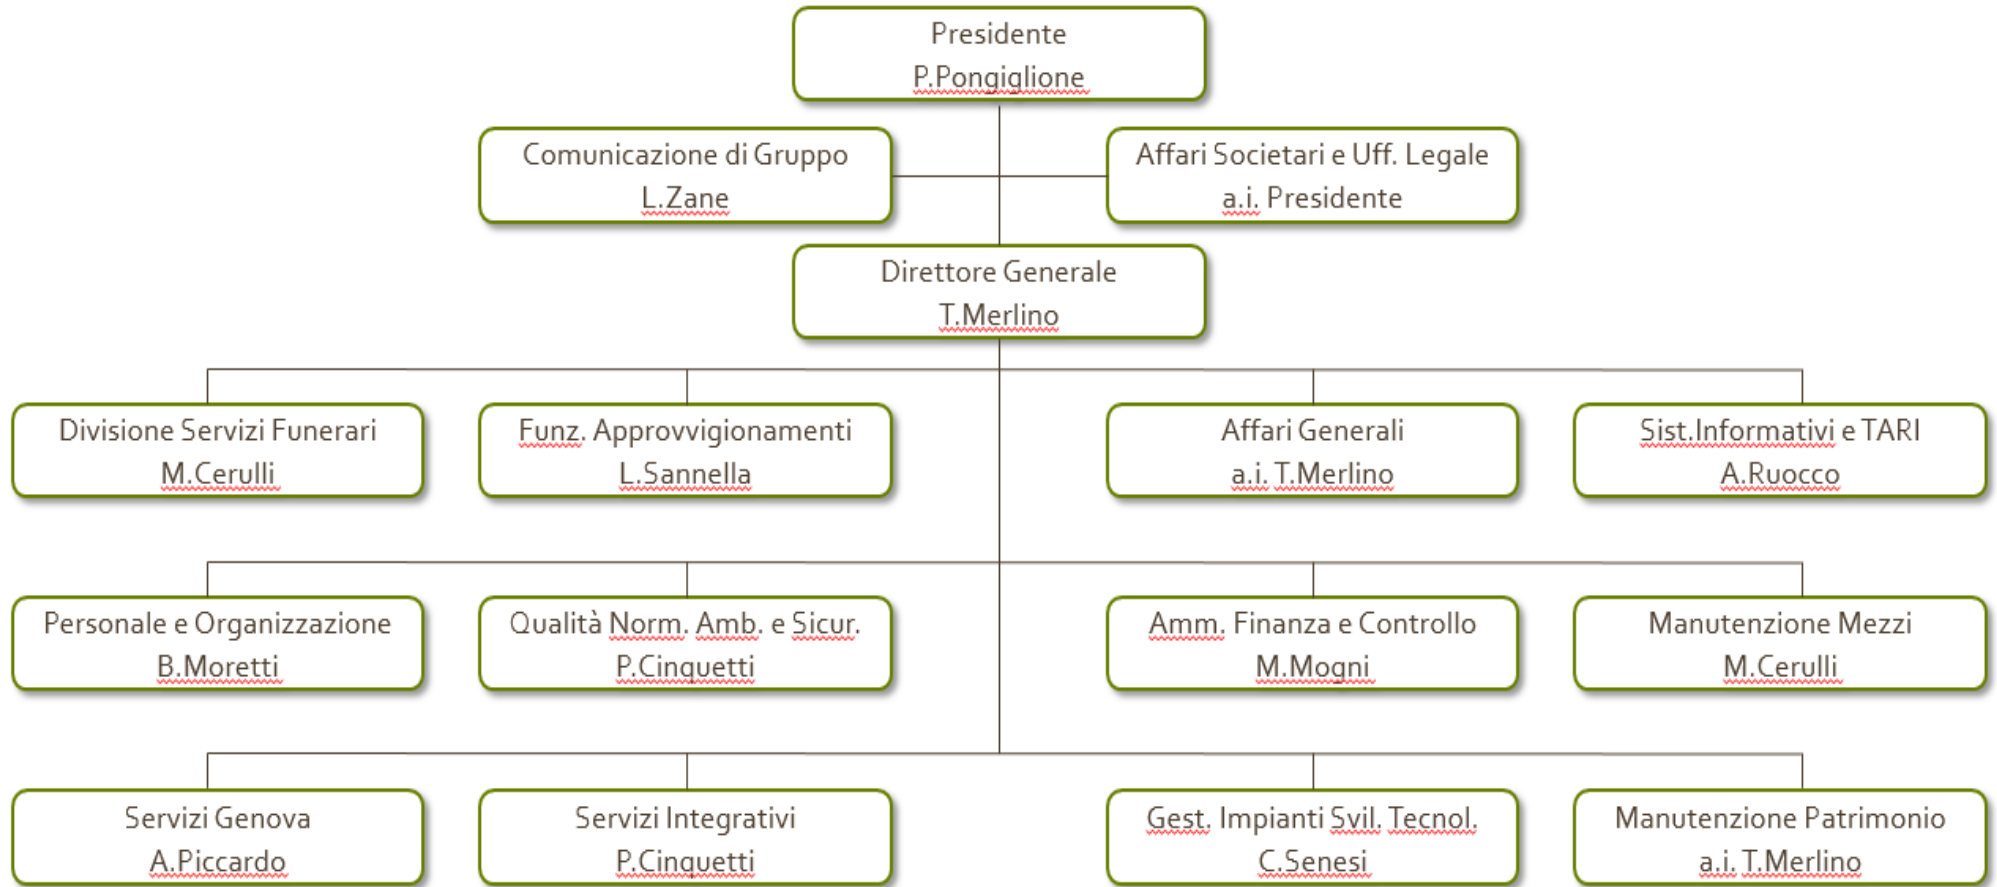 Presidente
P.Pongiglione
Comunicazione di Gruppo
L.Zane
Affari Societari e Uff. Legale
a.i. Presidente
Direttore Generale
T.Merlino
Divisione Servizi Funerari
M.Cerulli
Funz. Approvvigionamenti
L.Sannella
Affari Generali
a.i. T.Merlino
Sist.Informativi e TARI
A.Ruocco
Personale e Organizzazione
B.Moretti
Qualità Norm. Amb. e Sicur.
P.Cinquetti
Amm. Finanza e Controllo
M.Mogni
Manutenzione Mezzi
M.Cerulli
Servizi Genova
A.Piccardo
Servizi Integrativi
P.Cinquetti
Gest. Impianti Svil. Tecnol.
C.Senesi
Manutenzione Patrimonio
a.i. T.Merlino